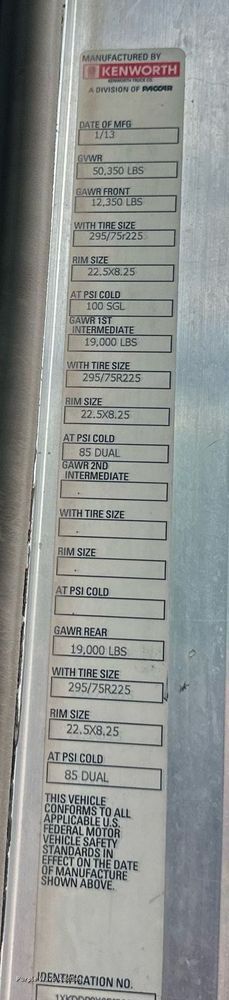 MANUFACTURED BY
KENWORTH
KENWORTH TRUCK CO.
A DIVISION OF PACCAR
DATE OF MFG
1/13
GVWR
50,350 LBS
GAWR FRONT
12,350 LBS
WITH TIRE SIZE
295/75r225
RIM SIZE
22.5X8.25
AT PSI COLD
100 SGL
GAWR 1ST
INTERMEDIATE
19,000 LBS
WITH TIRE SIZE
295/75R225
RIM SIZE
22.5X8.25
AT PSI COLD
85 DUAL
GAWR 2ND
INTERMEDIATE
WITH TIRE SIZE
RIM SIZE
AT PSI COLD
GAWR REAR
19,000 LBS
WITH TIRE SIZE
295/75R225
RIM SIZE
22.5X8.25
AT PSI COLD
85 DUAL
THIS VEHICLE
CONFORMS TO ALL
APPLICABLE U.S.
FEDERAL MOTOR
VEHICLE SAFETY
STANDARDS IN
EFFECT ON THE DATE
OF MANUFACTURE
SHOWN ABOVE.
IDENTIFICATION NO.